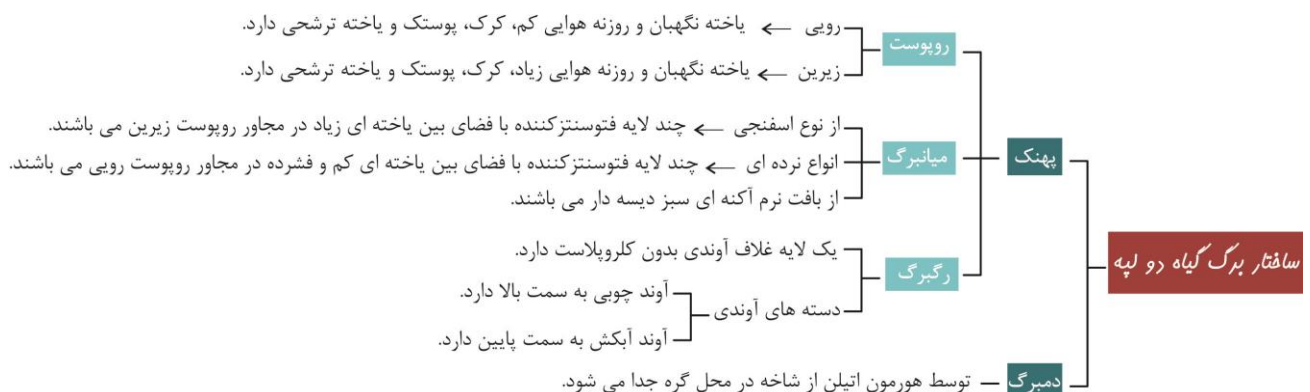 ساختار برگ گیاه دو لپه
پهنک
روپوست
رویی ← یاخته نگهبان و روزنه هوایی کم، کرک، پوستک و یاخته ترشحی دارد.
زیرین ← یاخته نگهبان و روزنه هوایی زیاد، کرک، پوستک و یاخته ترشحی دارد.
میانبرگ
از نوع اسفنجی ← چند لایه فتوسنتزکننده با فضای بین یاخته ای زیاد در مجاور روپوست زیرین می باشند.
انواع نرده ای ← چند لایه فتوسنتزکننده با فضای بین یاخته ای کم و فشرده در مجاور روپوست رویی می باشند.
از بافت نرم آکنه ای سبز دیسه دار می باشند.
رگبرگ
یک لایه غلاف آوندی بدون کلروپلاست دارد.
دسته های آوندی
آوند چوبی به سمت بالا دارد.
آوند آبکش به سمت پایین دارد.
دمبرگ
توسط هورمون اتیلن از شاخه در محل گره جدا می شود.